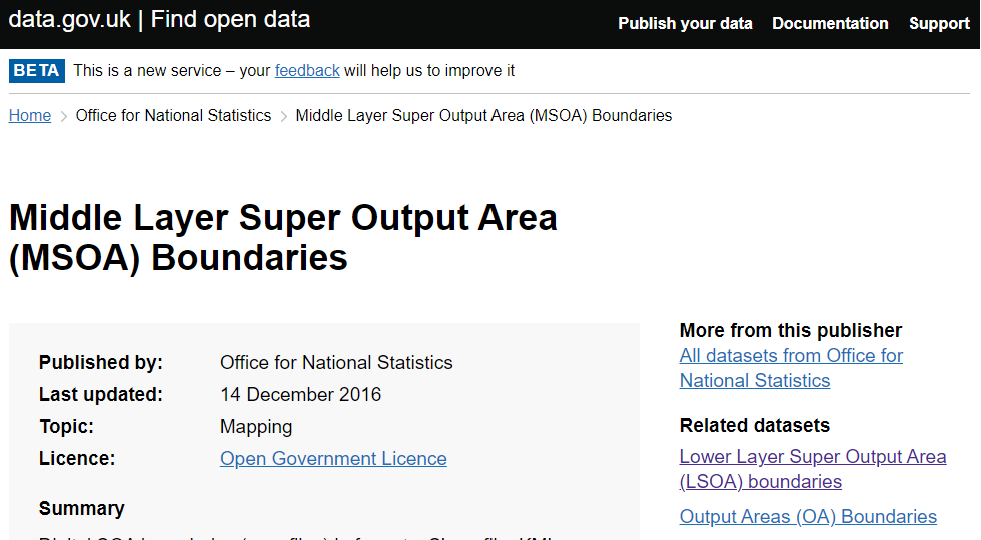 data.gov.uk | Find open data
Publish your data Documentation Support
BETA This is a new service – your feedback will help us to improve it
Home > Office for National Statistics > Middle Layer Super Output Area (MSOA) Boundaries
Middle Layer Super Output Area
(MSOA) Boundaries
Published by: Office for National Statistics
Last updated: 14 December 2016
Topic: Mapping
Licence: Open Government Licence
Summary
More from this publisher
All datasets from Office for
National Statistics
Related datasets
Lower Layer Super Output Area
(LSOA) boundaries
Output Areas (OA) Boundaries